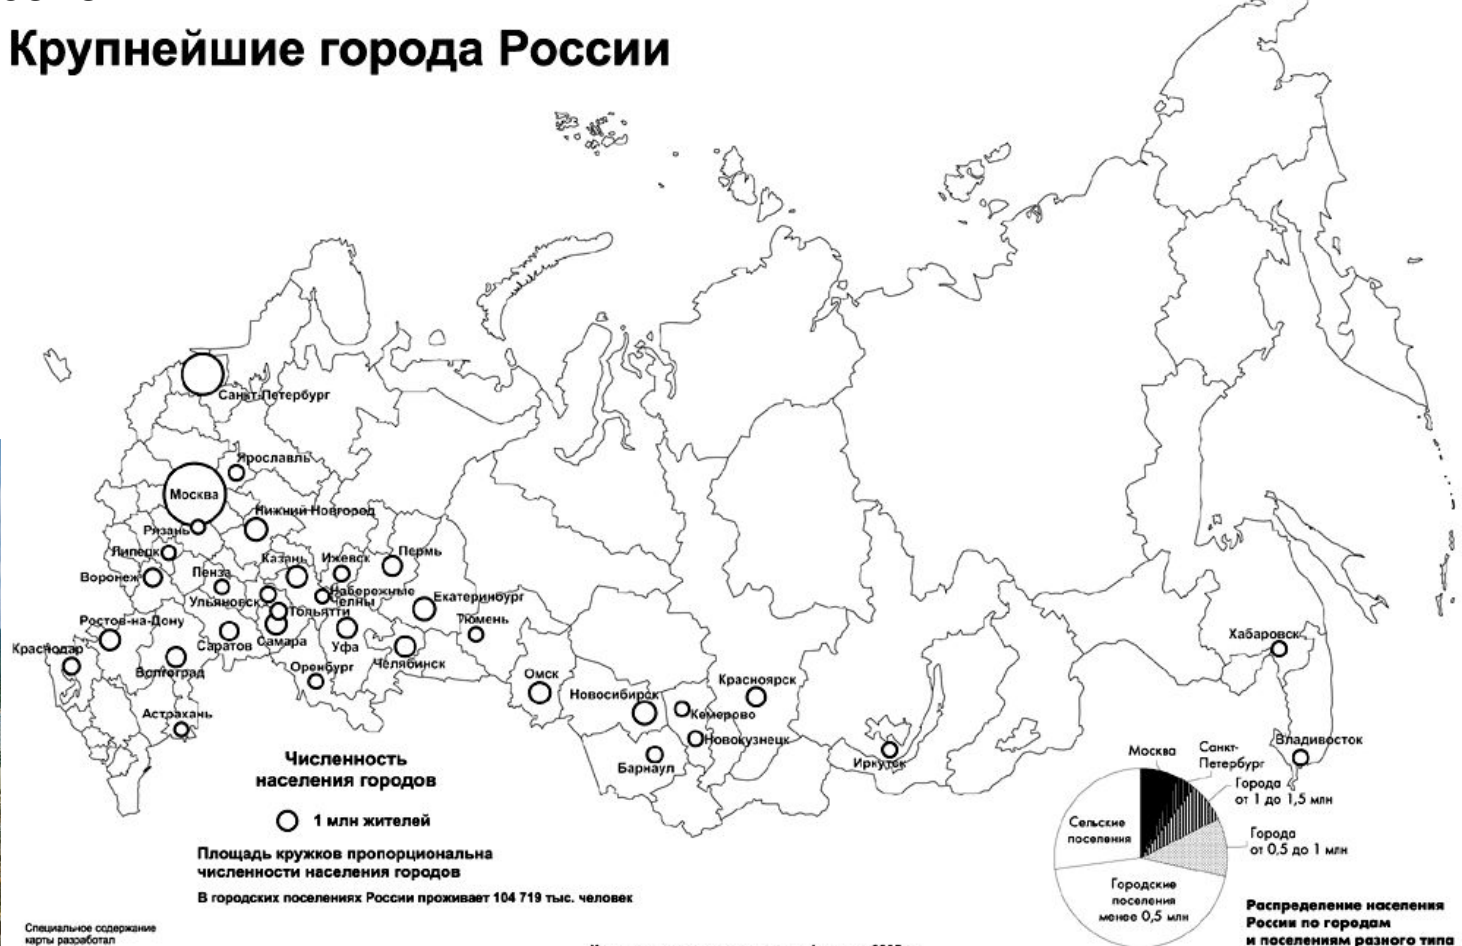 Крупнейшие города России
Санкт-Петербург
Ярославль
Москва
Нижний Новгород
Рязань
Липецк
Казань
Ижевск
Пермь
Воронеж
Пенза
Набережные
Челны
Екатеринбург
Ульяновск
Тольятти
Тюмень
Ростов-на-Дону
Хабаровск
Краснодар
Саратов
Самара
Уфа
Челябинск
Волгоград
Оренбург
Омск
Новосибирск
Красноярск
Астрахань
Кемерово
Новокузнецк
Барнаул
Иркутск
Владивосток
Численность
населения городов
1 млн жителей
Площадь кружков пропорциональна
численности населения городов
В городских поселениях России проживает 104 719 тыс. человек
Москва
Санкт-
Петербург
Города
от 1 до 1,5 млн
Города
от 0,5 до 1 млн
Сельские
поселения
Городские
поселения
менее 0,5 млн
Распределение населения
России по городам
и поселениям разного типа
Специальное содержание
карты разработал